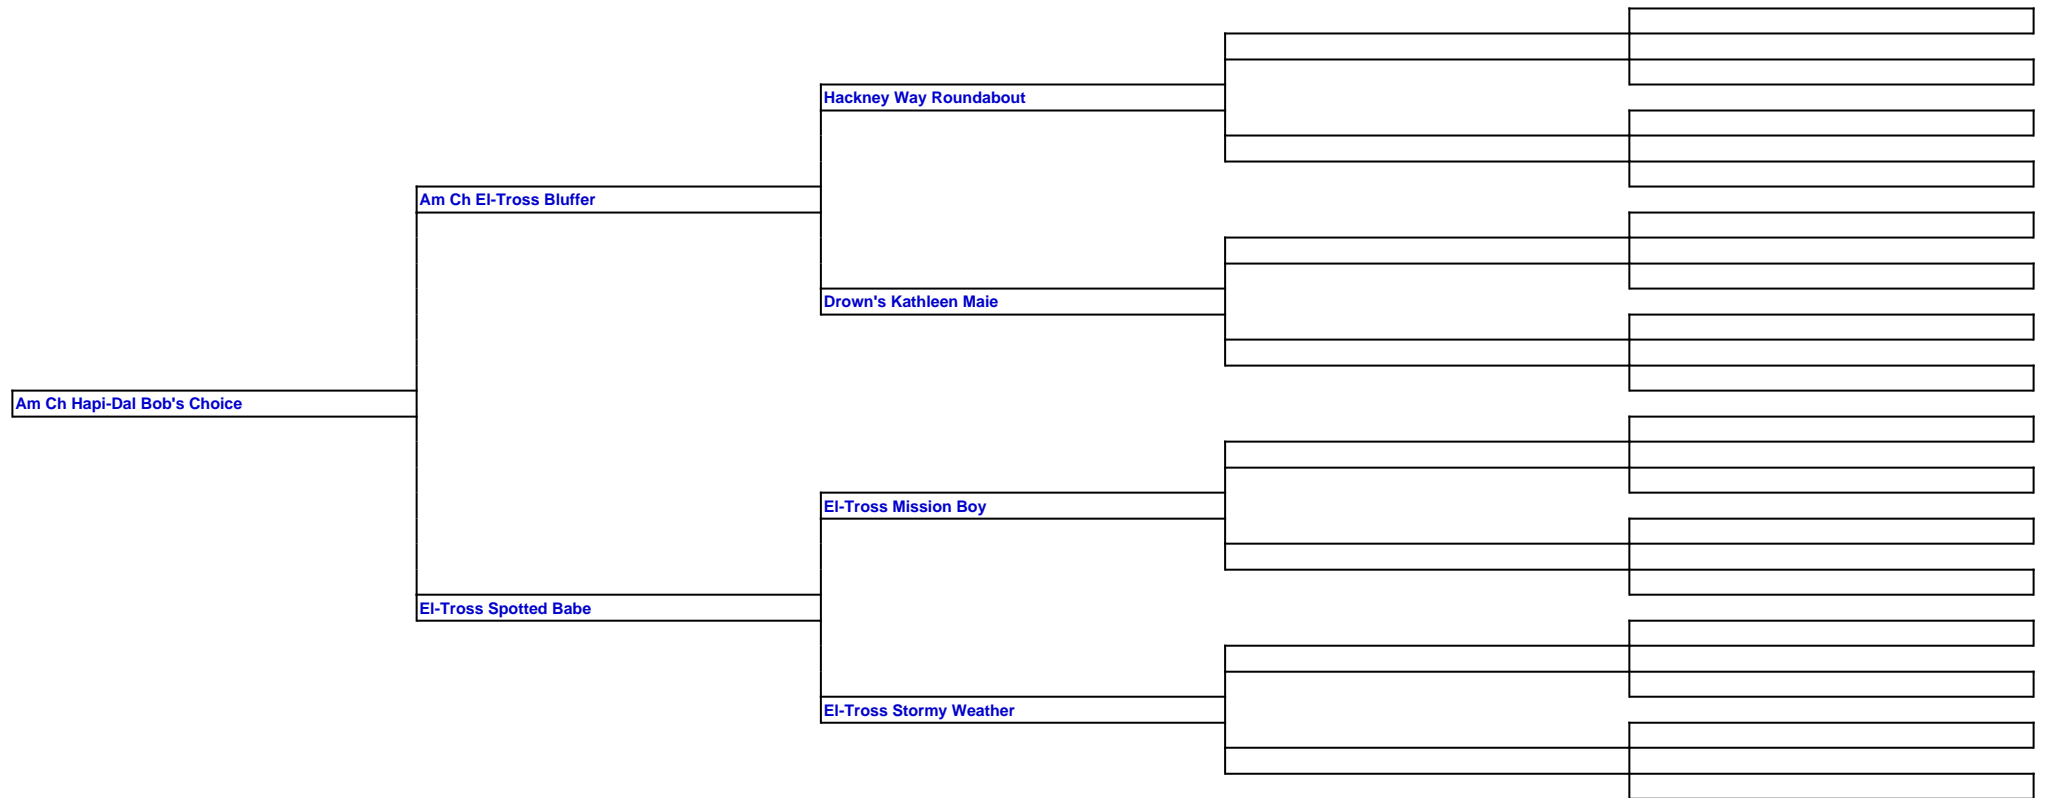 Hackney Way Roundabout
Am Ch El-Tross Bluffer
Drown's Kathleen Maie
Am Ch Hapi-Dal Bob's Choice
El-Tross Mission Boy
El-Tross Spotted Babe
El-Tross Stormy Weather